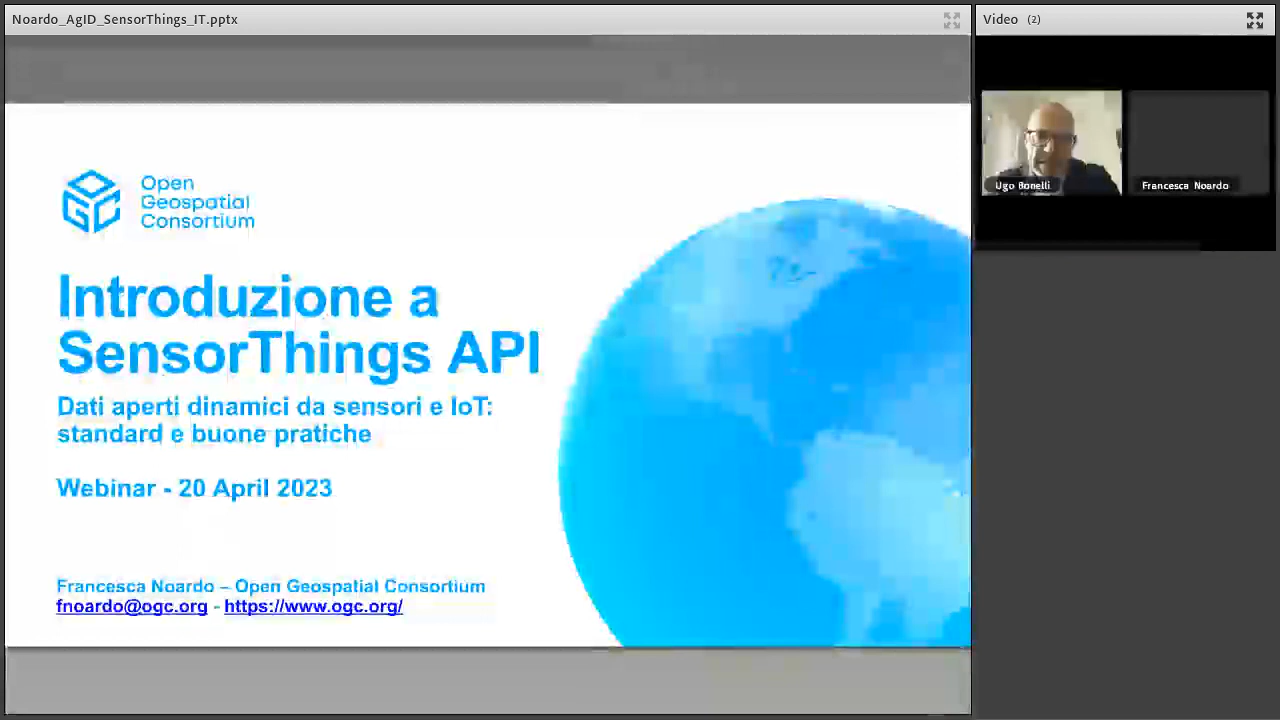 Noardo_AgID_SensorThings_IT.pptx
Video (2)
Open
Geospatial
Consortium
Introduzione a
SensorThings API
Dati aperti dinamici da sensori e IoT:
standard e buone pratiche
Webinar - 20 April 2023
Francesca Noardo – Open Geospatial Consortium
fnoardo@ogc.org - https://www.ogc.org/
Ugo Bonelli
Francesca Noardo